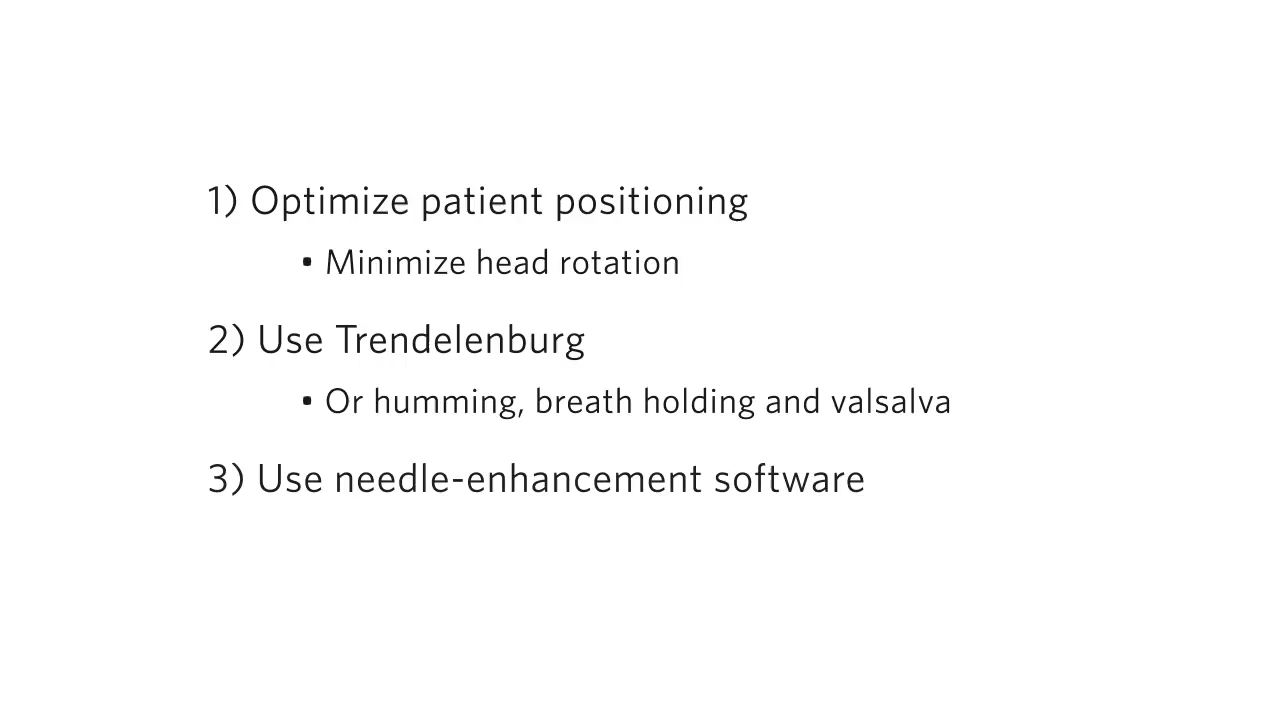 1) Optimize patient positioning
• Minimize head rotation
2) Use Trendelenburg
• Or humming, breath holding and valsalva
3) Use needle-enhancement software